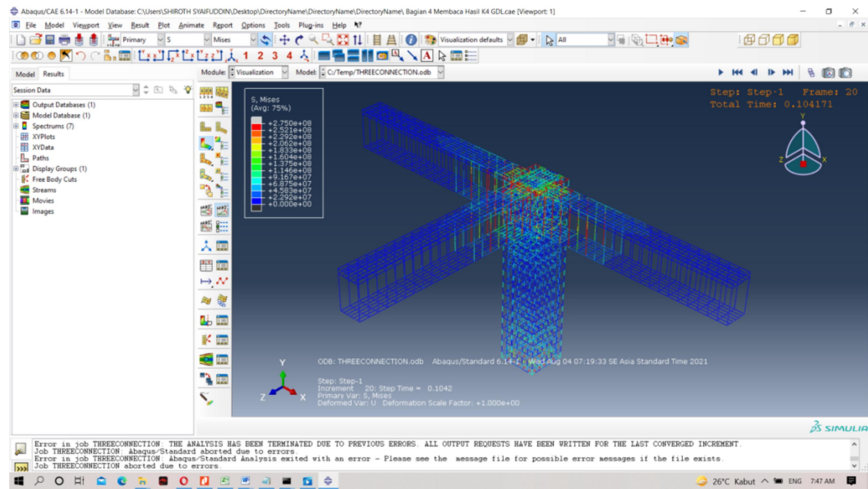 Abaqus/CAE 6.14-1 - Model Database: C:\Users\SHIROTH SYAIFUDDIN\Desktop\DirectoryName\DirectoryName\DirectoryName, Bagian 4 Membaca Hasil K4 GDL.cae [Viewport: 1]
File Model Viewport View Result Plot Animate Report Options Tools Plug-ins Help
Primary S Mises Visualization defaults All
1 2 3 4
Model Results Module: Visualization Model: C:/Temp/THREECONNECTION.odb
Session Data
Output Databases (1)
Model Database (1)
Spectrums (7)
XYPlots
XYData
Paths
Display Groups (1)
Free Body Cuts
Streams
Movies
Images
S, Mises
(Avg: 75%)
+2.750e+08
+2.521e+08
+2.292e+08
+2.062e+08
+1.833e+08
+1.604e+08
+1.375e+08
+1.146e+08
+9.167e+07
+6.875e+07
+4.583e+07
+2.292e+07
+0.000e+00
Step: Step-1 Frame: 20
Total Time: 0.104171
Y
Z X
ODB: THREECONNECTION.odb Abaqus/Standard 6.14-1 Wed Aug 04 07:19:33 SE Asia Standard Time 2021
Y
Z X
Step: Step-1
Increment 20: Step Time = 0.1042
Primary Var: S, Mises
Deformed Var: U Deformation Scale Factor: +1.000e+00
SIMULIA
Error in job THREECONNECTION: THE ANALYSIS HAS BEEN TERMINATED DUE TO PREVIOUS ERRORS. ALL OUTPUT REQUESTS HAVE BEEN WRITTEN FOR THE LAST CONVERGED INCREMENT.
Job THREECONNECTION: Abaqus/Standard aborted due to errors.
Error in job THREECONNECTION: Abaqus/Standard Analysis exited with an error - Please see the message file for possible error messages if the file exists.
Job THREECONNECTION aborted due to errors.
26°C Kabut ENG 7:47 AM